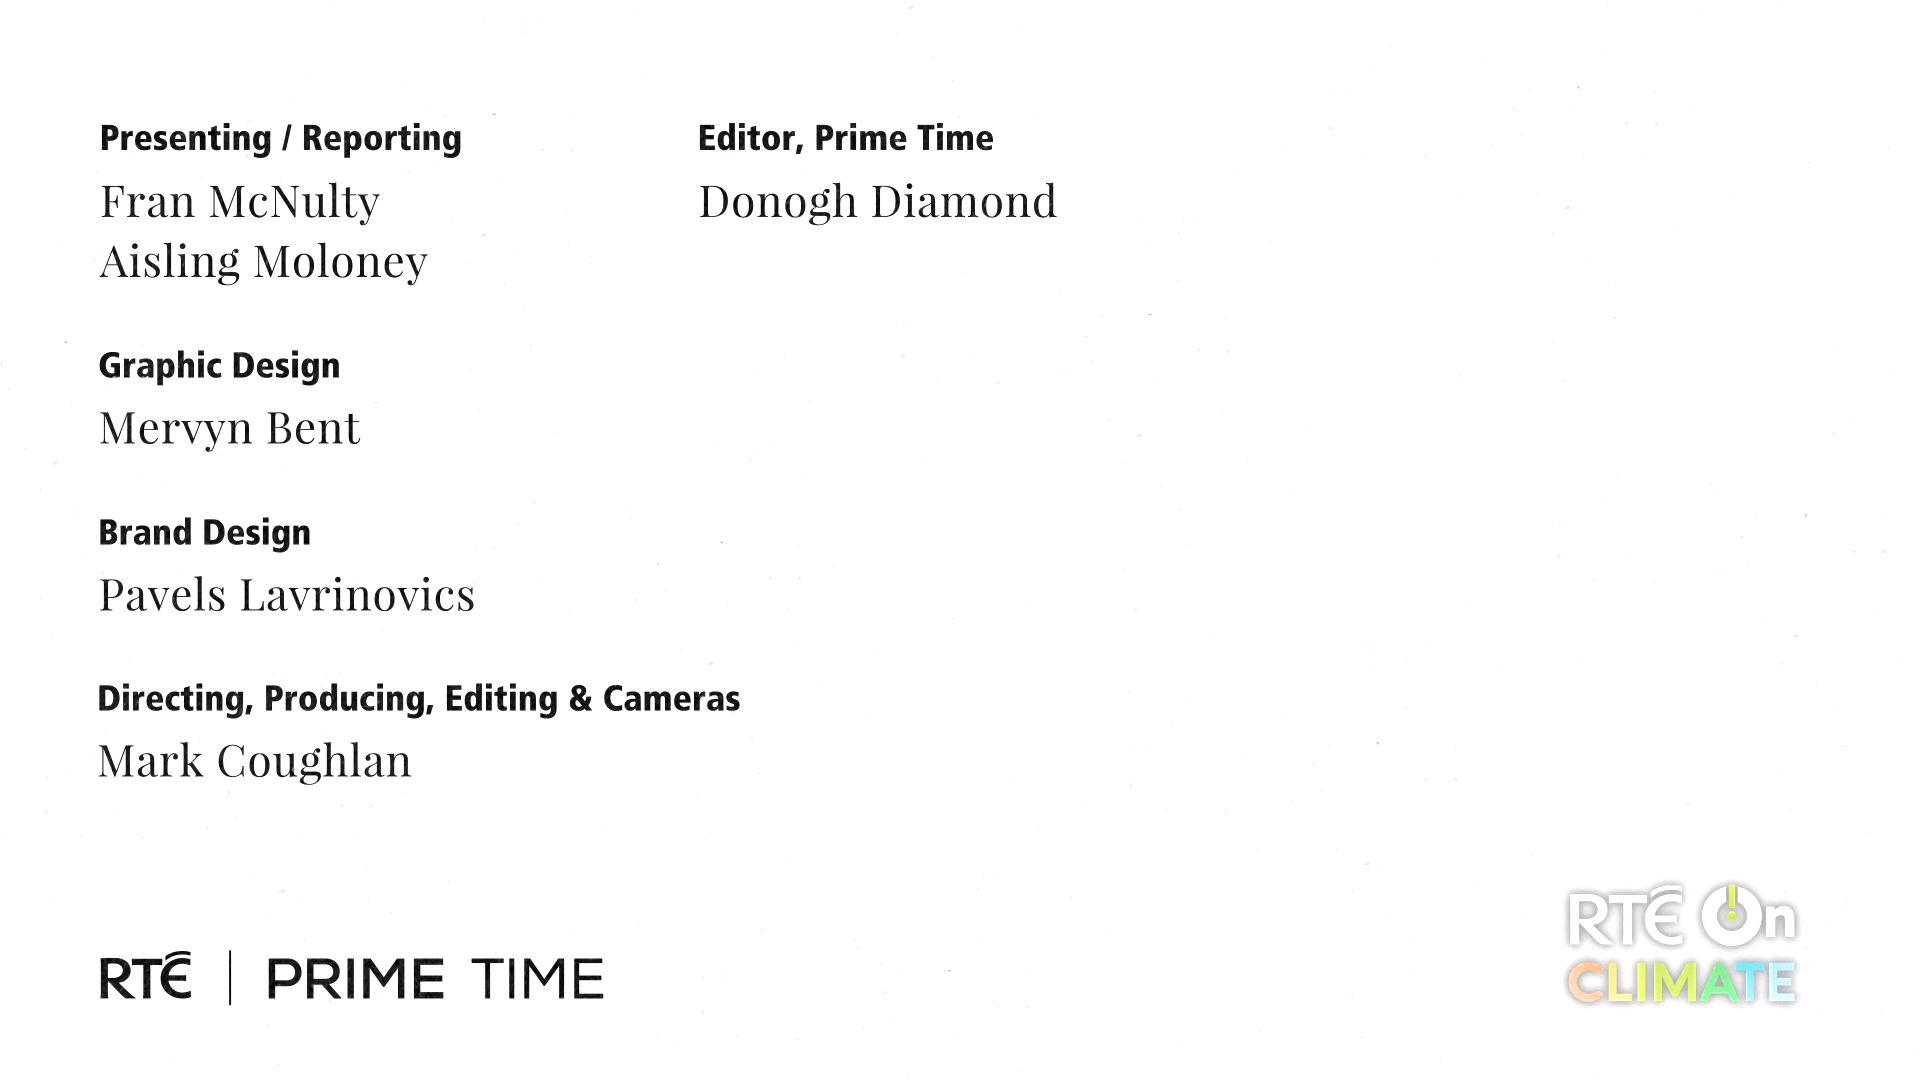 Presenting / Reporting
Fran McNulty
Aisling Moloney
Graphic Design
Mervyn Bent
Brand Design
Pavels Lavrinovics
Directing, Producing, Editing & Cameras
Mark Coughlan
Editor, Prime Time
Donogh Diamond
RTÉ | PRIME TIME
RTÉ On
CLIMATE